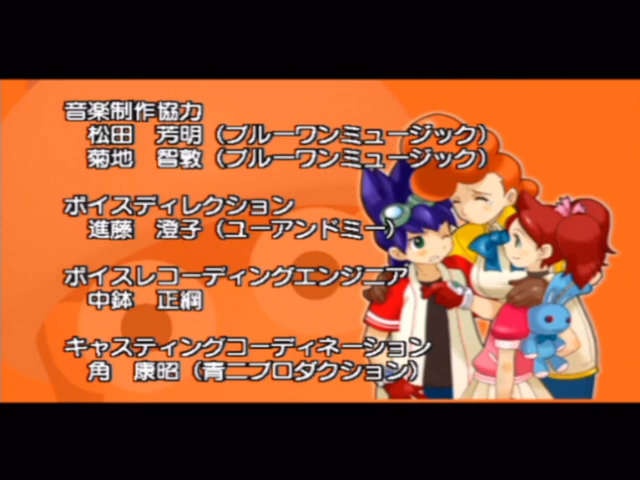 音楽制作協力
松田　芳明（ブルーワンミュージック）
菊地　智敦（ブルーワンミュージック）
ボイスディレクション
進藤　澄子（ユーアンドミー）
ボイスレコーディングエンジニア
中鉢　正綱
キャスティングコーディネーション
角　康昭（青二プロダクション）